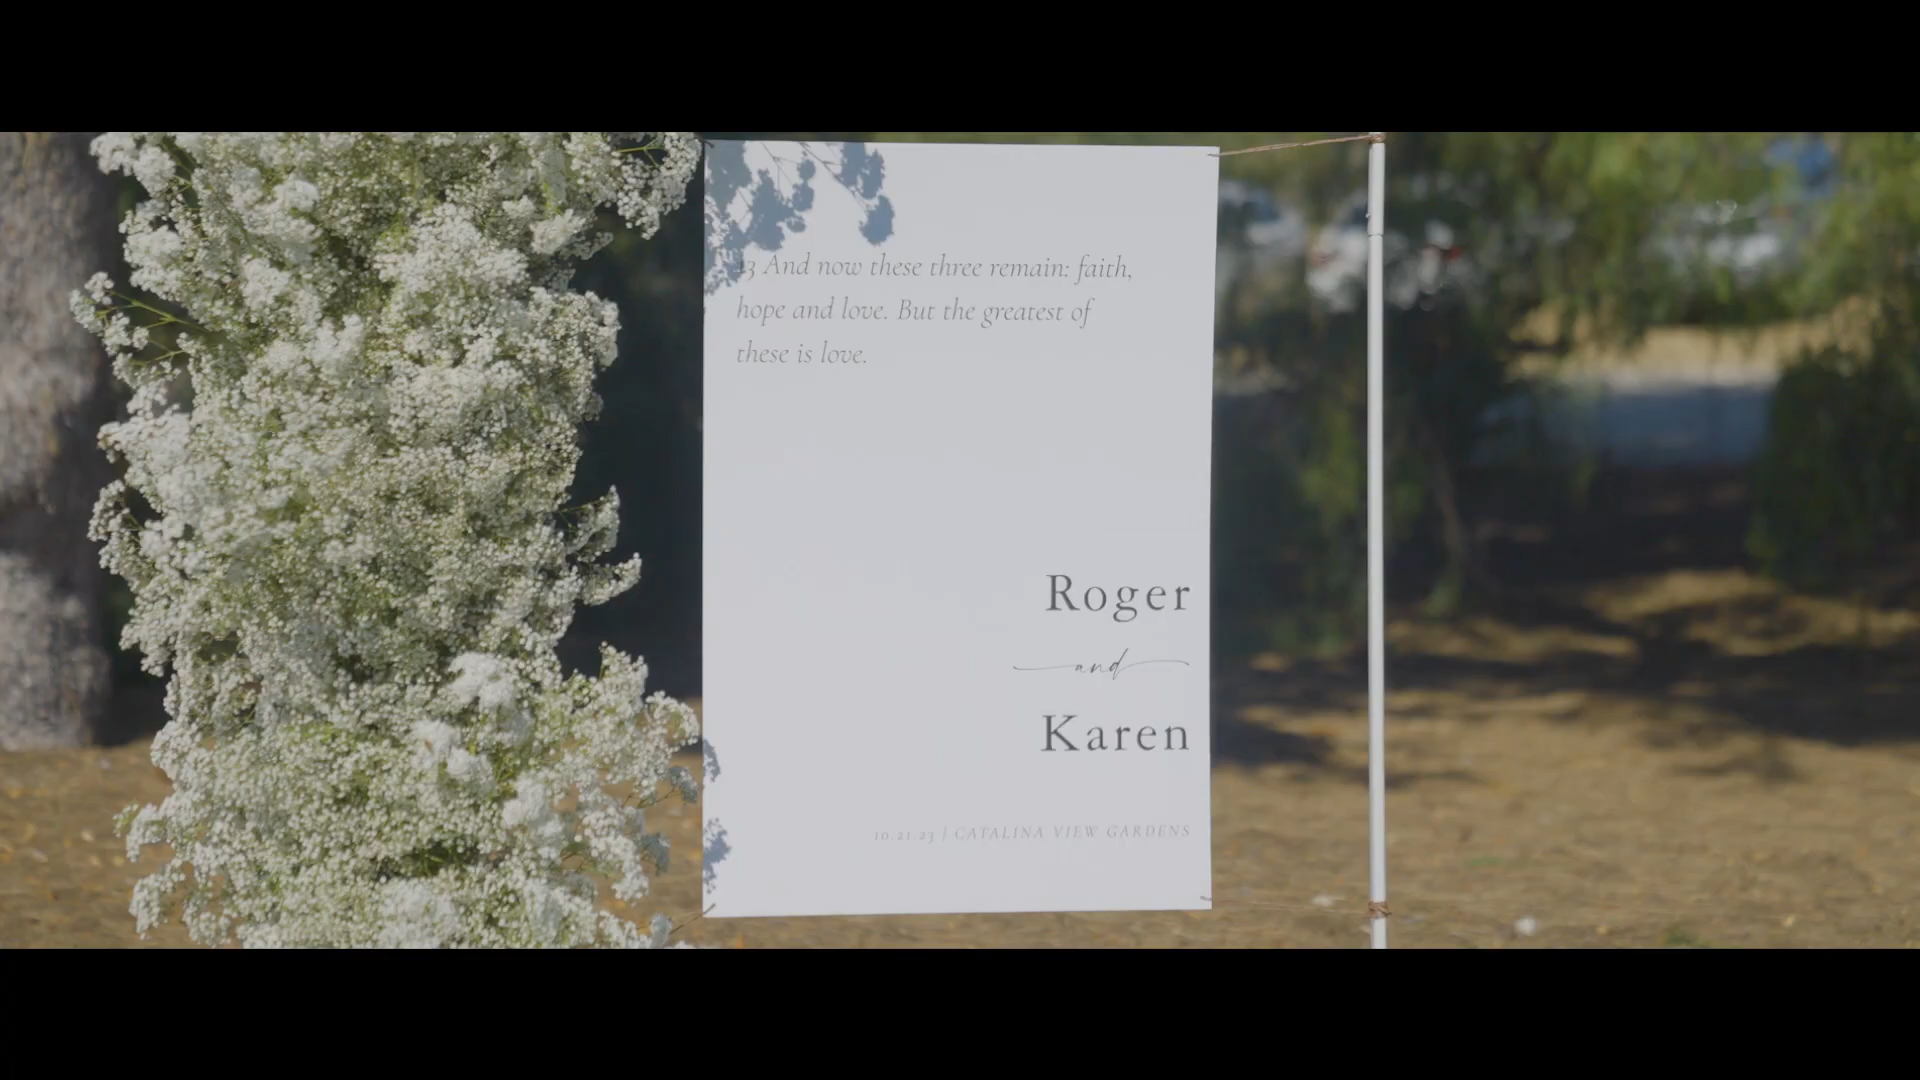 13 And now these three remain: faith,
hope and love. But the greatest of
these is love.
Roger
and
Karen
10.21.23 | CATALINA VIEW GARDENS